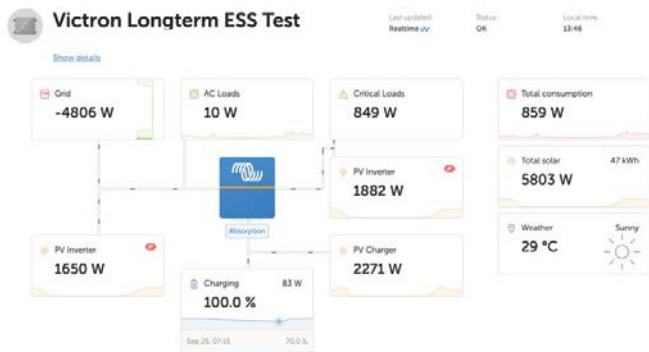 Victron Longterm ESS Test
Last updated:
Realtime
Status:
OK
Local time:
13:46
Show details
Grid
-4806 W
AC Loads
10 W
Critical Loads
849 W
Total consumption
859 W
PV Inverter
1882 W
Total solar
47 kWh
5803 W
Absorption
PV Inverter
1650 W
PV Charger
2271 W
Weather
Sunny
29 °C
Charging
83 W
100.0 %
70.0 %